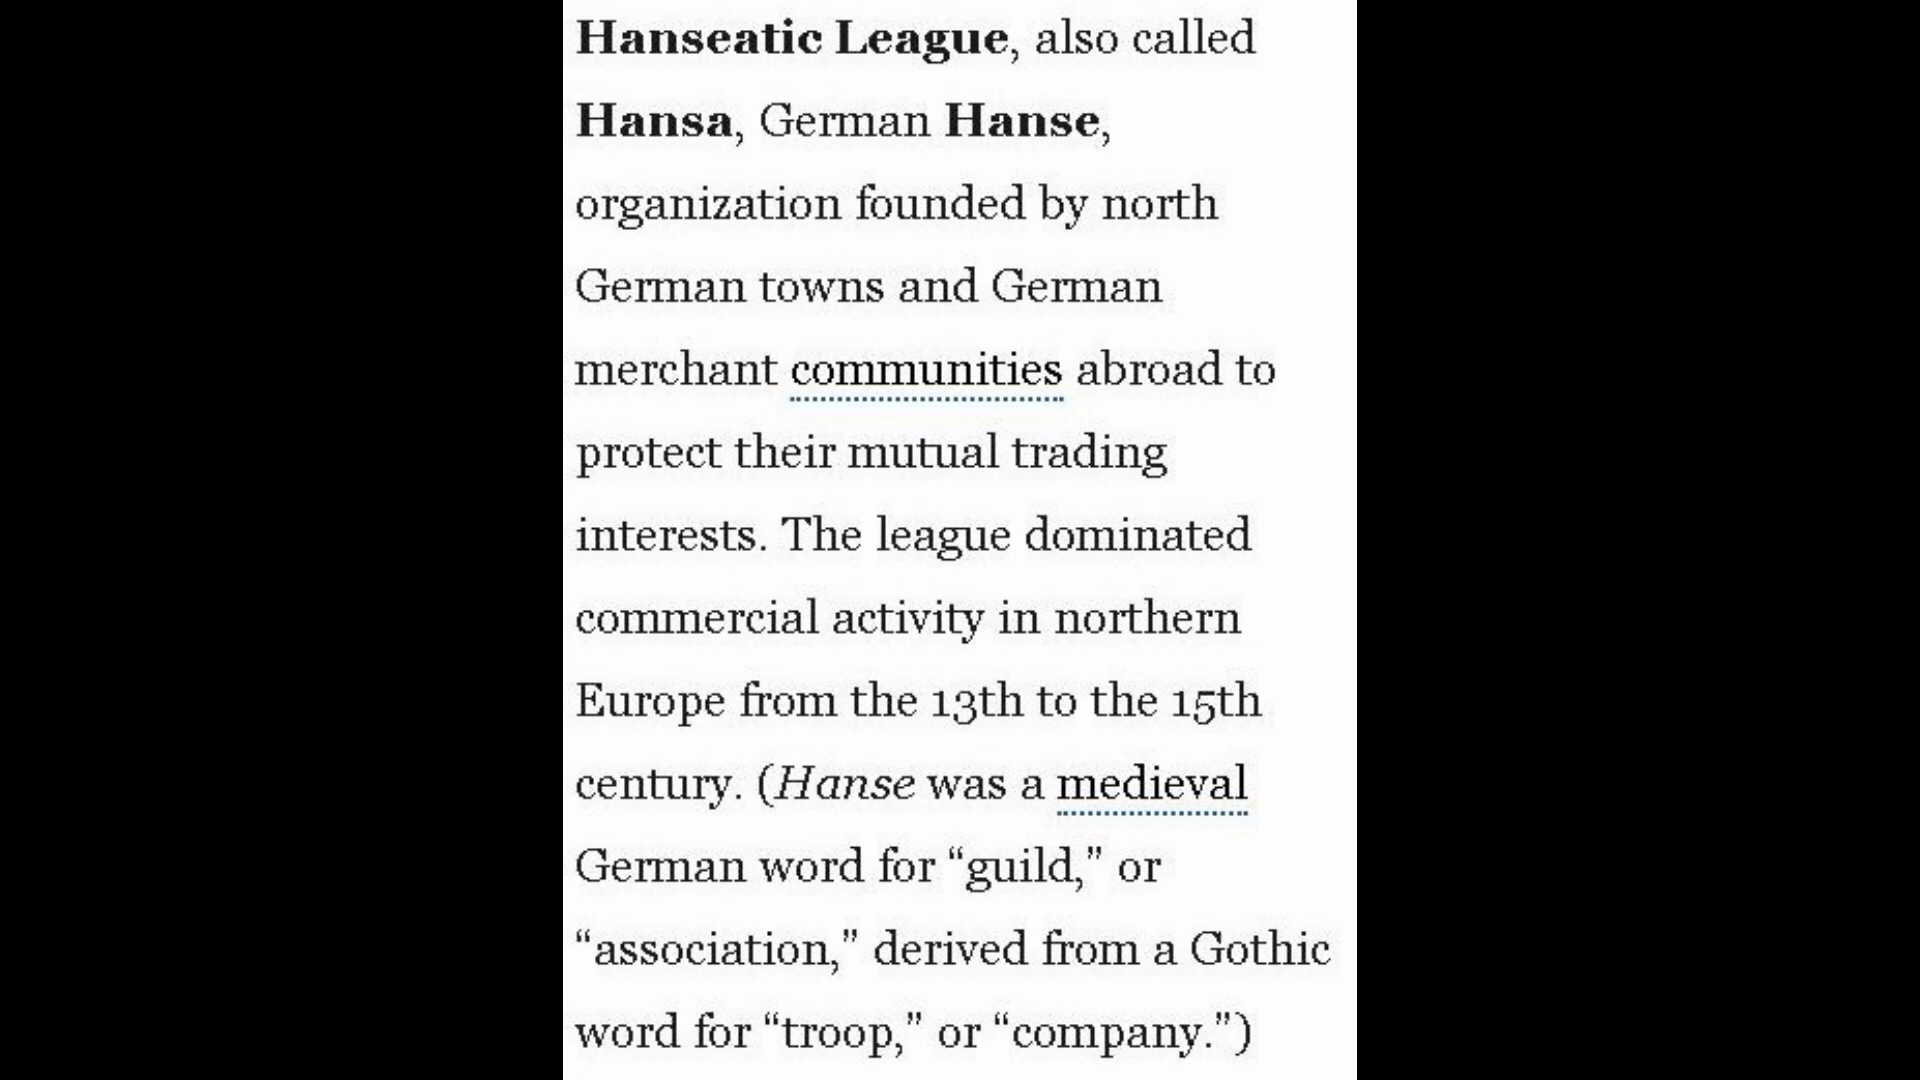 Hanseatic League, also called
Hansa, German Hanse,
organization founded by north
German towns and German
merchant communities abroad to
protect their mutual trading
interests. The league dominated
commercial activity in northern
Europe from the 13th to the 15th
century. (Hanse was a medieval
German word for “guild,” or
“association,” derived from a Gothic
word for “troop,” or “company.”)